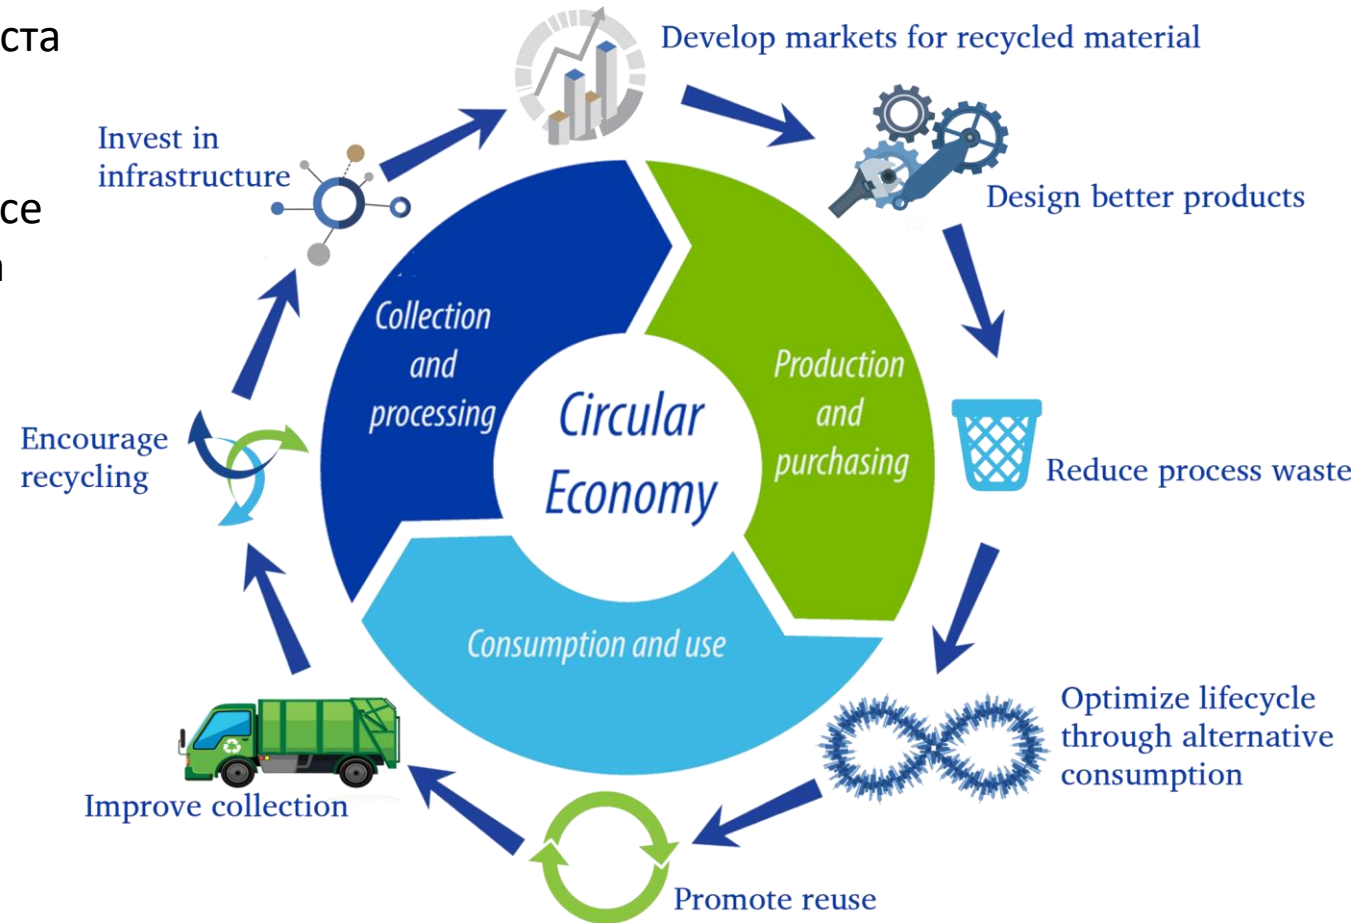 ста
се
Develop markets for recycled material
Design better products
Reduce process waste
Optimize lifecycle
through alternative
consumption
Promote reuse
Improve collection
Encourage
recycling
Invest in
infrastructure
Collection
and
processing
Production
and
purchasing
Consumption and use
Circular
Economy